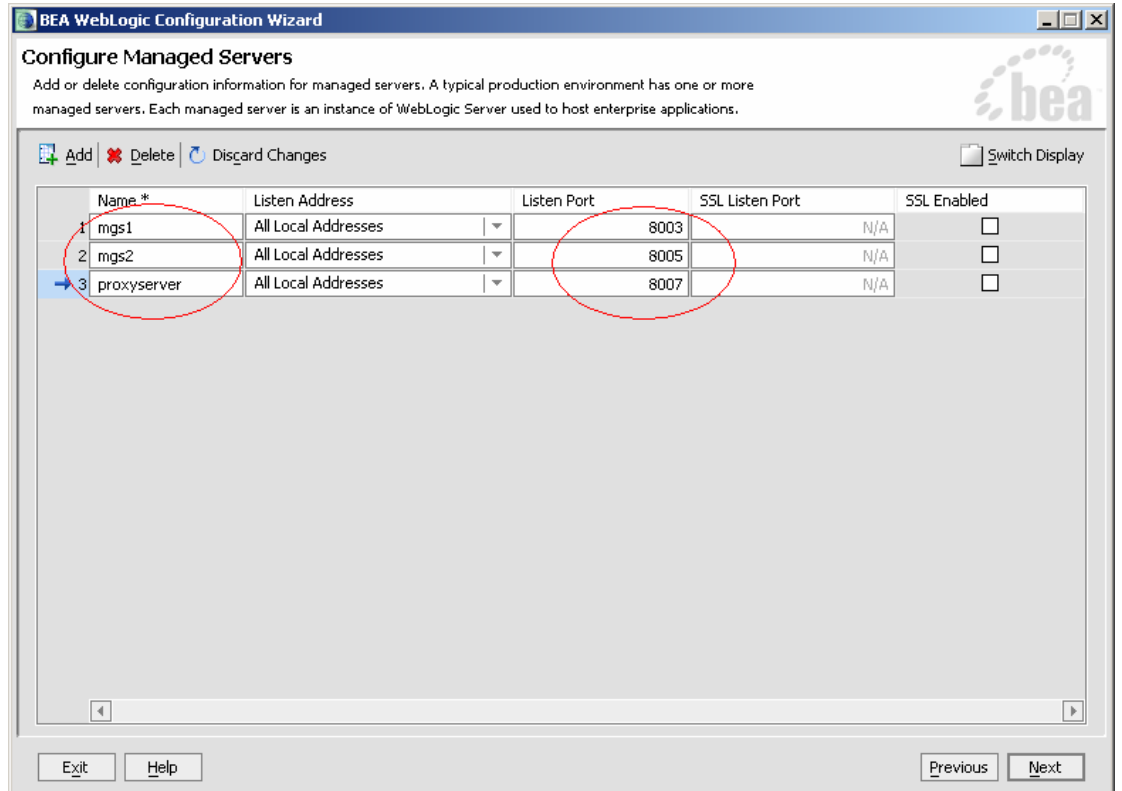 BEA WebLogic Configuration Wizard
Configure Managed Servers
Add or delete configuration information for managed servers. A typical production environment has one or more
managed servers. Each managed server is an instance of WebLogic Server used to host enterprise applications.
bea
Add Delete Discard Changes Switch Display
Name * Listen Address Listen Port SSL Listen Port SSL Enabled
1 mgs1 All Local Addresses 8003 N/A
2 mgs2 All Local Addresses 8005 N/A
3 proxyserver All Local Addresses 8007 N/A
Exit Help Previous Next